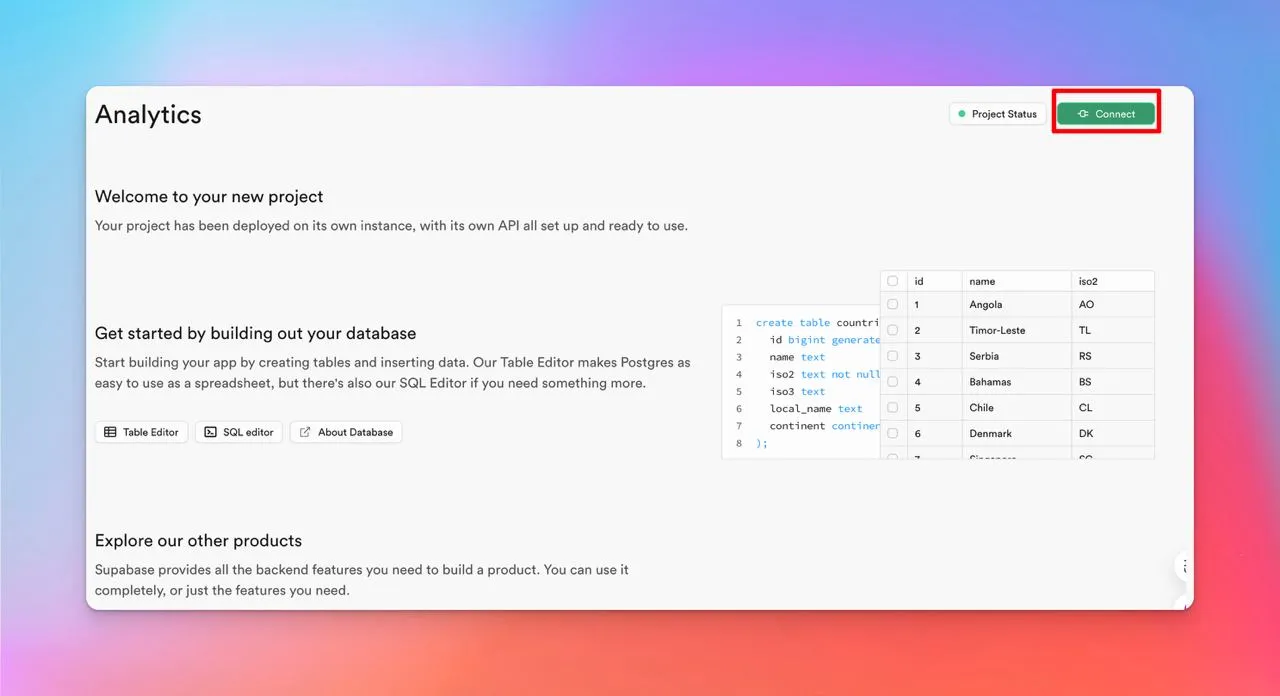 Analytics
Project Status
Connect
Welcome to your new project
Your project has been deployed on its own instance, with its own API all set up and ready to use.
Get started by building out your database
Start building your app by creating tables and inserting data. Our Table Editor makes Postgres as
easy to use as a spreadsheet, but there's also our SQL Editor if you need something more.
Table Editor
SQL editor
About Database
1 create table countri
2 id bigint generate
3 name text
4 iso2 text not null
5 iso3 text
6 local_name text
7 continent continen
8 );
id name iso2
1 Angola AO
2 Timor-Leste TL
3 Serbia RS
4 Bahamas BS
5 Chile CL
6 Denmark DK
Explore our other products
Supabase provides all the backend features you need to build a product. You can use it
completely, or just the features you need.